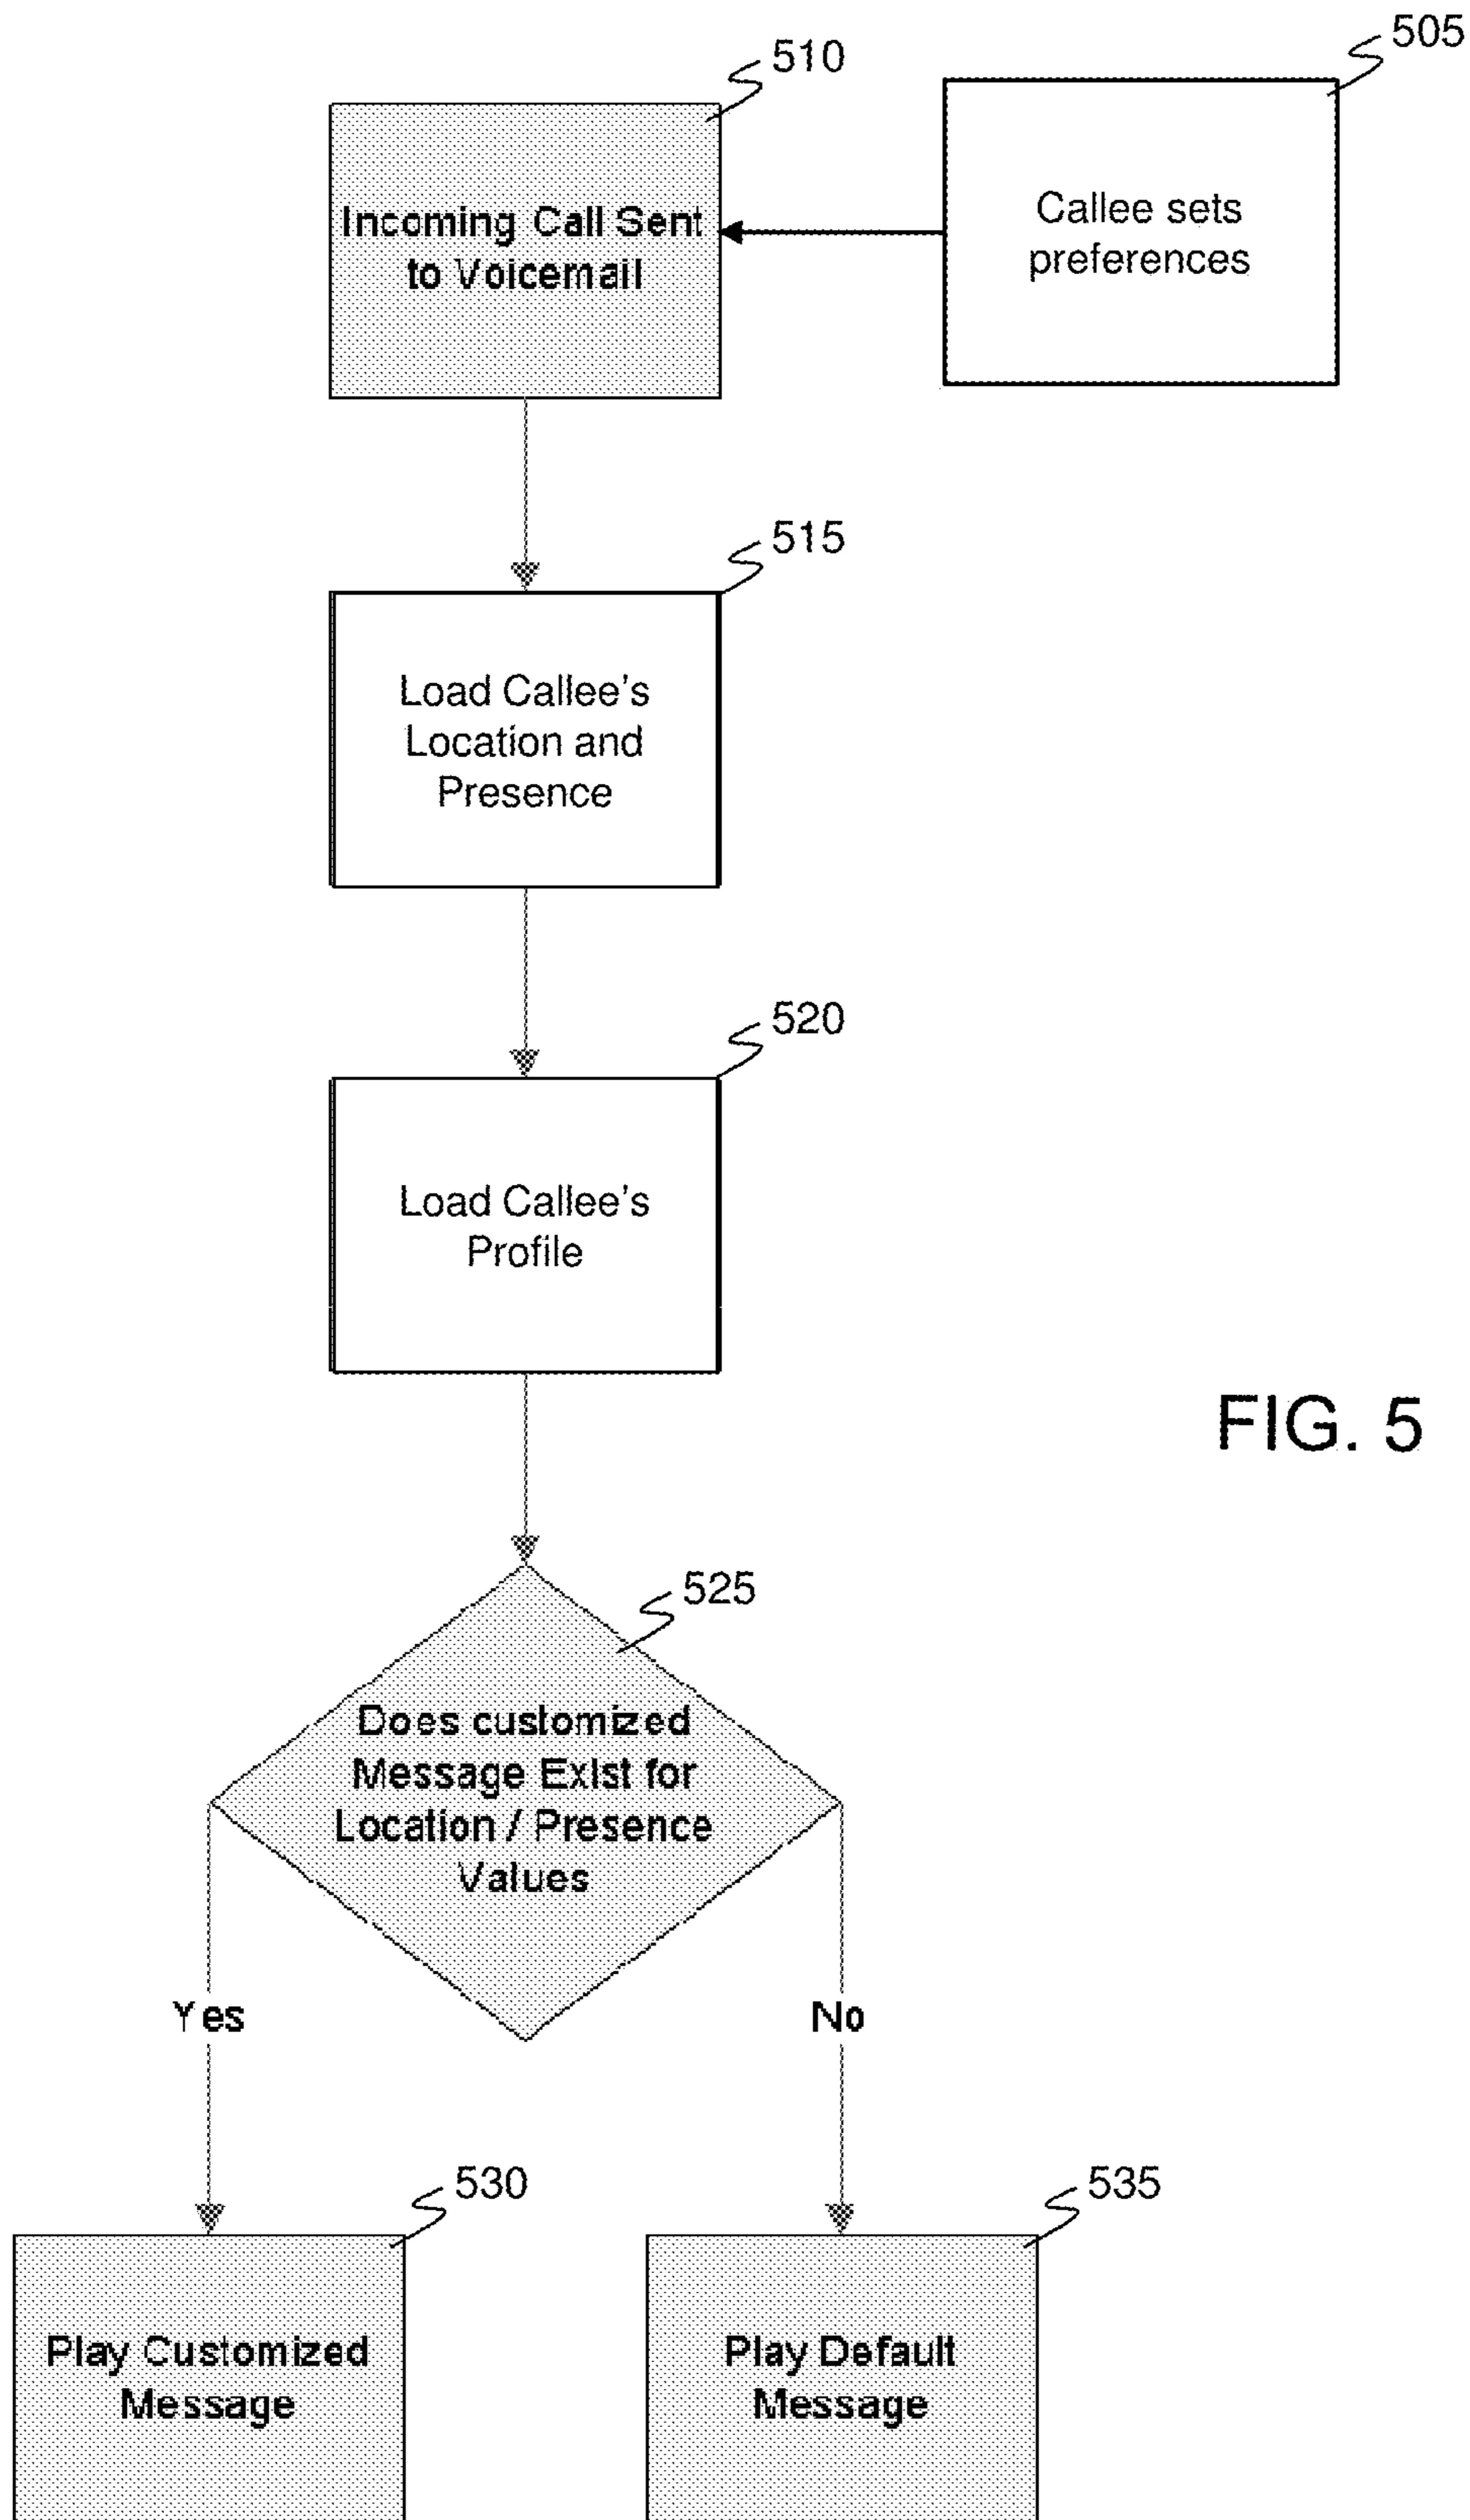 505
510
Incoming Call Sent
to Voicemail
Callee sets
preferences
515
Load Callee's
Location and
Presence
520
Load Callee's
Profile
FIG. 5
525
Does customized
Message Exist for
Location / Presence
Values
Yes
No
530
535
Play Customized
Message
Play Default
Message